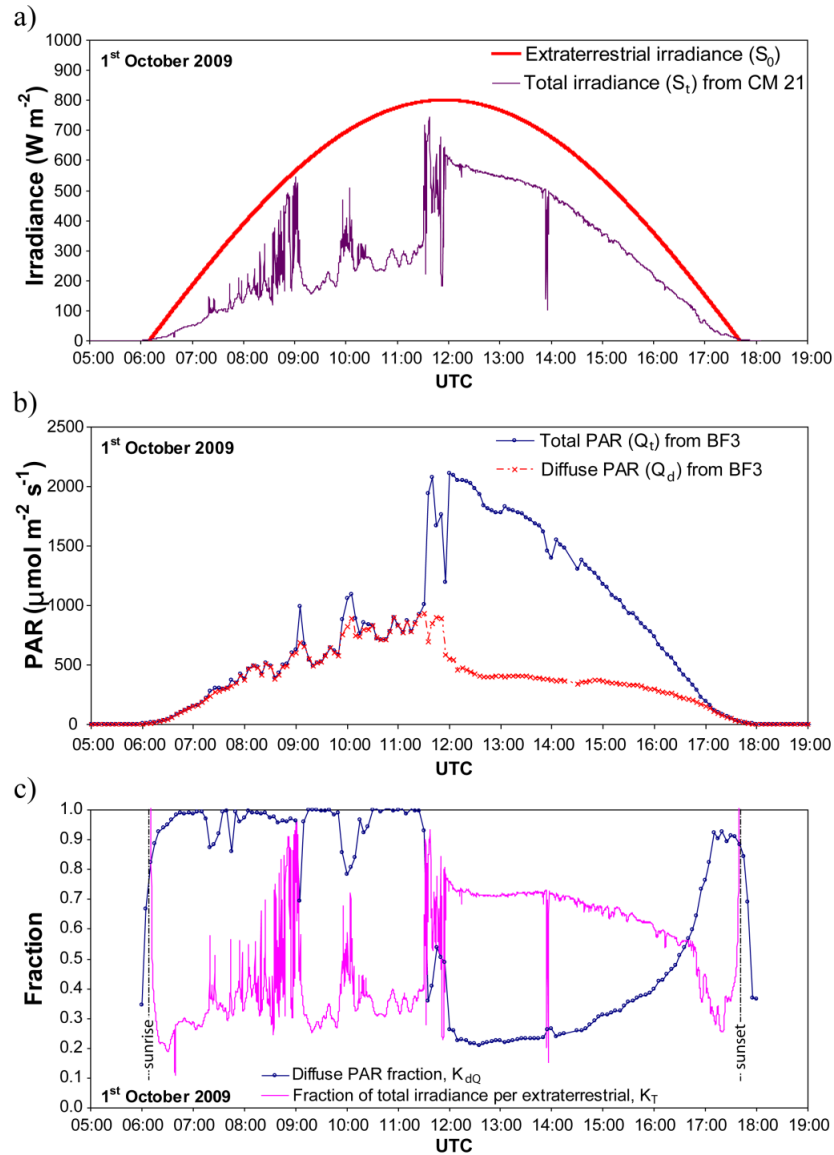 a)
1st October 2009
Extraterrestrial irradiance (S0)
Total irradiance (St) from CM 21
Irradiance (W m-2)
1000
900
800
700
600
500
400
300
200
100
0
05:00 06:00 07:00 08:00 09:00 10:00 11:00 12:00 13:00 14:00 15:00 16:00 17:00 18:00 19:00
UTC
b)
1st October 2009
Total PAR (Qt) from BF3
Diffuse PAR (Qd) from BF3
PAR (μmol m-2 s-1)
2500
2000
1500
1000
500
0
05:00 06:00 07:00 08:00 09:00 10:00 11:00 12:00 13:00 14:00 15:00 16:00 17:00 18:00 19:00
UTC
c)
Fraction
1.0
0.9
0.8
0.7
0.6
0.5
0.4
0.3
0.2
0.1
0.0
sunrise
sunset
Diffuse PAR fraction, KdQ
1st October 2009
Fraction of total irradiance per extraterrestrial, KT
05:00 06:00 07:00 08:00 09:00 10:00 11:00 12:00 13:00 14:00 15:00 16:00 17:00 18:00 19:00
UTC